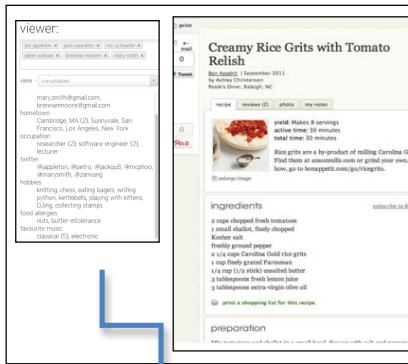 viewer:
jim appleton × jack saunders × mc schraefel ×
peter sullivan × brennan moore × mary smith ×
view - consolidated
mary.smith@gmail.com,
brennanmoore@gmail.com
hometown
Cambridge, MA (2), Sunnyvale, San
Francisco, Los Angeles, New York
occupation
researcher (2), software engineer (2),
lecturer
twitter
@jappleton, @petro, @jackqu8, @mcphoo,
@marysmith, @zamiang
hobbies
knitting, chess, eating bagels, writing
python, kettlebells, playing with kittens,
DJing, collecting stamps
food allergies
nuts, butter-intolerance
favourite music
classical (5), electronic
print
e-
mail
0
Tweet
0
Pin it
Creamy Rice Grits with Tomato
Relish
Bon Appétit | September 2011
by Ashley Christensen
Poole's Diner, Raleigh, NC
recipe reviews (2) photo my notes
yield: Makes 8 servings
active time: 30 minutes
total time: 30 minutes
Rice grits are a by-product of milling Carolina G
Find them at ansonmills.com or grind your own,
how, go to bonappetit.com/go/ricegrits.
enlarge image
ingredients
subscribe to B
2 cups chopped fresh tomatoes
1 small shallot, finely chopped
Kosher salt
freshly ground pepper
2 1/4 cups Carolina Gold rice grits
1 cup finely grated Parmesan
1/4 cup (1/2 stick) unsalted butter
3 tablespoons fresh lemon juice
3 tablespoons extra-virgin olive oil
print a shopping list for this recipe
preparation